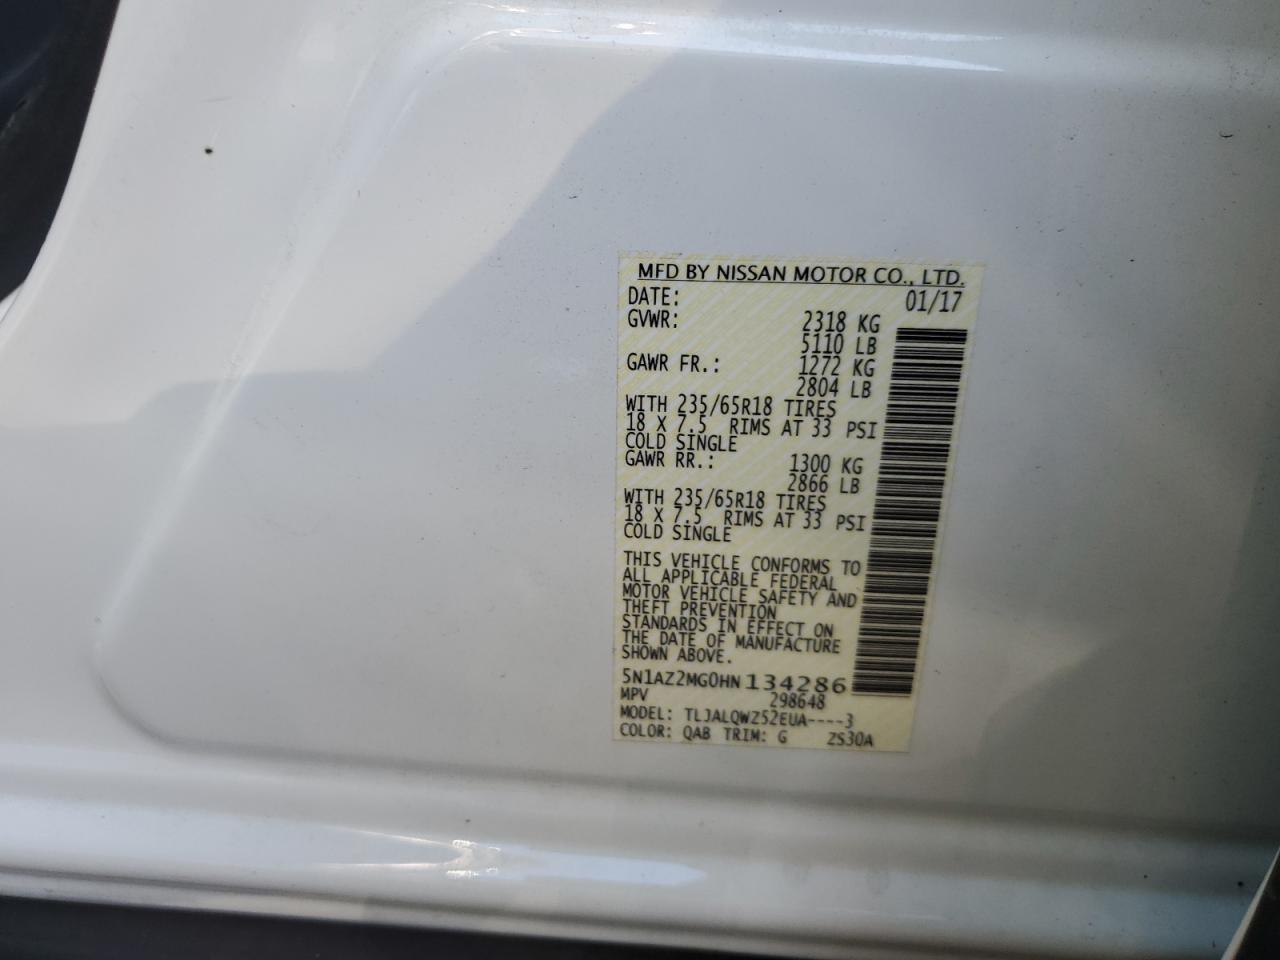 MFD BY NISSAN MOTOR CO., LTD.
DATE: 01/17
GVWR: 2318 KG
5110 LB
GAWR FR.: 1272 KG
2804 LB
WITH 235/65R18 TIRES
18 X 7.5 RIMS AT 33 PSI
COLD SINGLE
GAWR RR.: 1300 KG
2866 LB
WITH 235/65R18 TIRES
18 X 7.5 RIMS AT 33 PSI
COLD SINGLE
THIS VEHICLE CONFORMS TO
ALL APPLICABLE FEDERAL
MOTOR VEHICLE SAFETY AND
THEFT PREVENTION
STANDARDS IN EFFECT ON
THE DATE OF MANUFACTURE
SHOWN ABOVE.
5N1AZ2MG0HN134286
MPV 298648
MODEL: TLJALQWZ52EUA----3
COLOR: QAB TRIM: G ZS30A